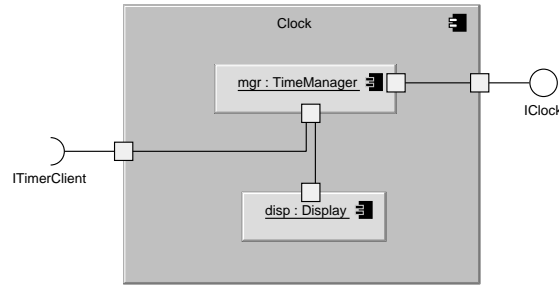 Clock
mgr : TimeManager
IClock
ITimerClient
disp : Display